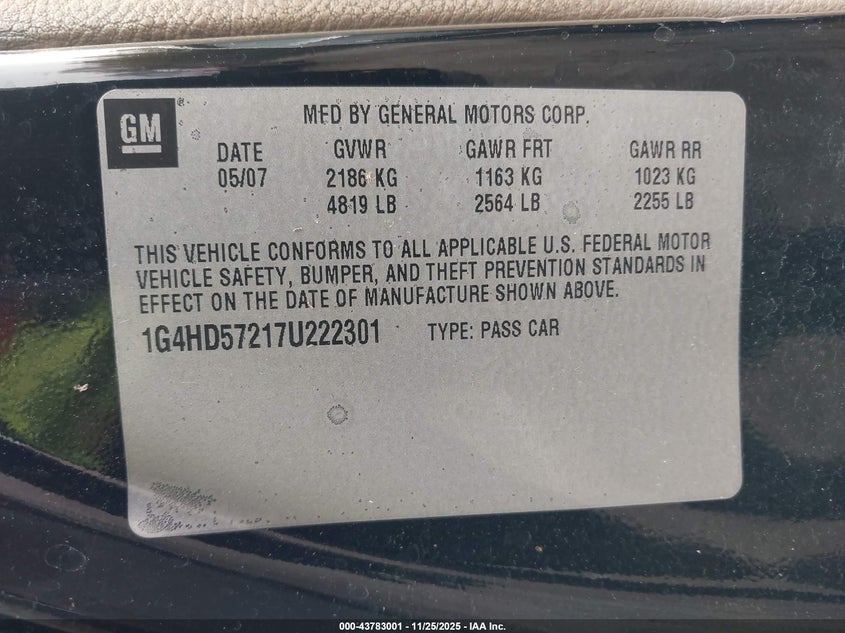 GM
MFD BY GENERAL MOTORS CORP.
DATE GVWR GAWR FRT GAWR RR
05/07 2186 KG 1163 KG 1023 KG
4819 LB 2564 LB 2255 LB
THIS VEHICLE CONFORMS TO ALL APPLICABLE U.S. FEDERAL MOTOR
VEHICLE SAFETY, BUMPER, AND THEFT PREVENTION STANDARDS IN
EFFECT ON THE DATE OF MANUFACTURE SHOWN ABOVE.
1G4HD57217U222301 TYPE: PASS CAR
000-43783001 - 11/25/2025 - IAA Inc.